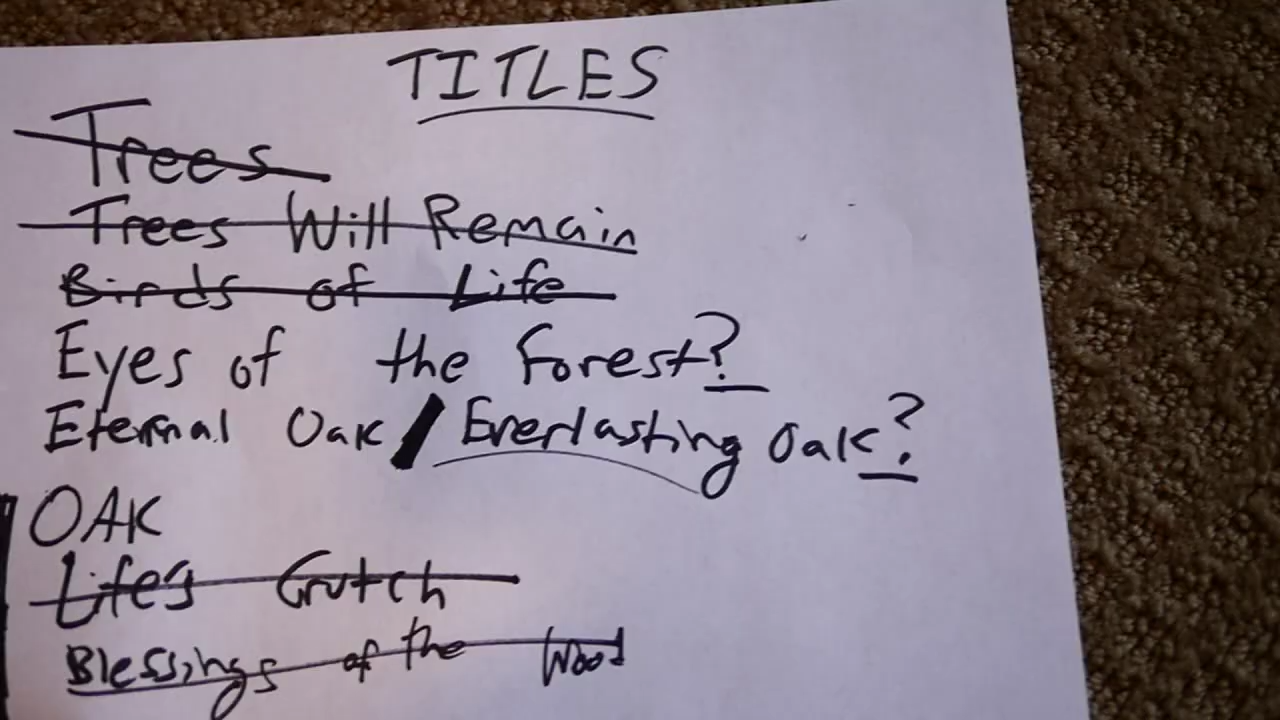 TITLES
Trees
Trees Will Remain
Birds of Life
Eyes of the Forest?
Eternal Oak / Everlasting Oak?
OAK
Lifes Crutch
Blessings of the Wood